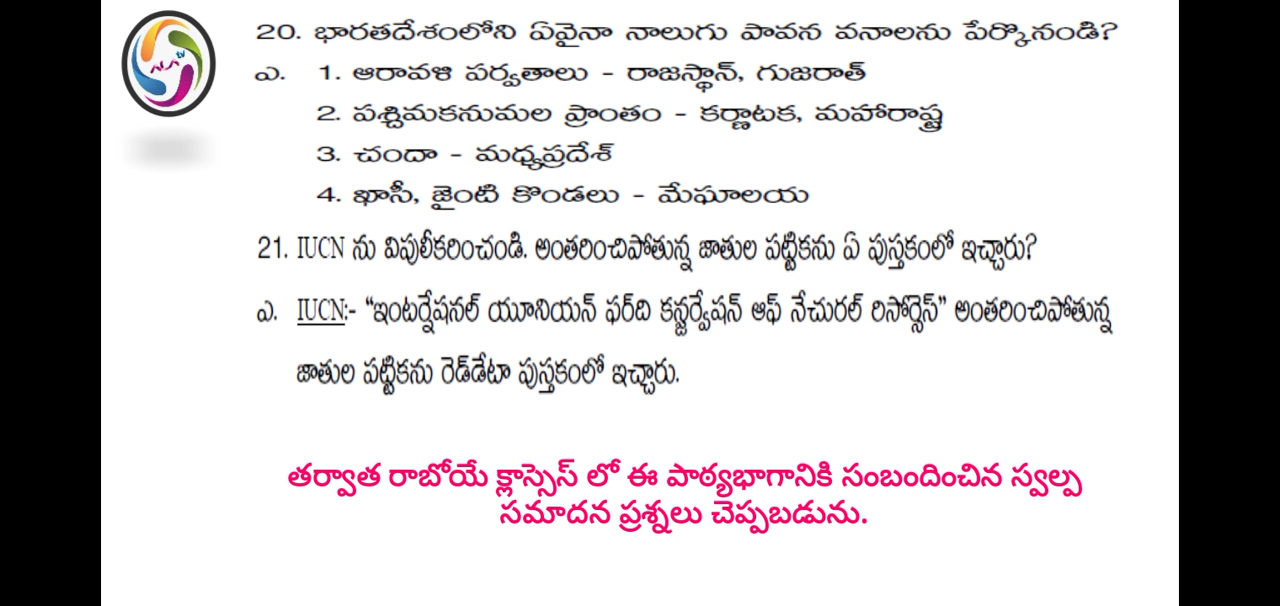 20. భారతదేశంలోని ఏవైనా నాలుగు పావన వనాలను పేర్కొనండి?
ఎ. 1. ఆరావళి పర్వతాలు - రాజస్థాన్, గుజరాత్
2. పశ్చిమకనుమల ప్రాంతం - కర్ణాటక, మహారాష్ట్ర
3. చందా - మధ్యప్రదేశ్
4. ఖాసీ, జైంటి కొండలు - మేఘాలయ
21. IUCN ను విపులీకరించండి. అంతరించిపోతున్న జాతుల పట్టికను ఏ పుస్తకంలో ఇచ్చారు?
ఎ. IUCN:- “ఇంటర్నేషనల్ యూనియన్ ఫర్‌ది కన్జర్వేషన్ ఆఫ్ నేచురల్ రిసోర్సెస్” అంతరించిపోతున్న
జాతుల పట్టికను రెడ్‌డేటా పుస్తకంలో ఇచ్చారు.
తర్వాత రాబోయే క్లాస్సెస్ లో ఈ పాఠ్యభాగానికి సంబందించిన స్వల్ప
సమాదన ప్రశ్నలు చెప్పబడును.